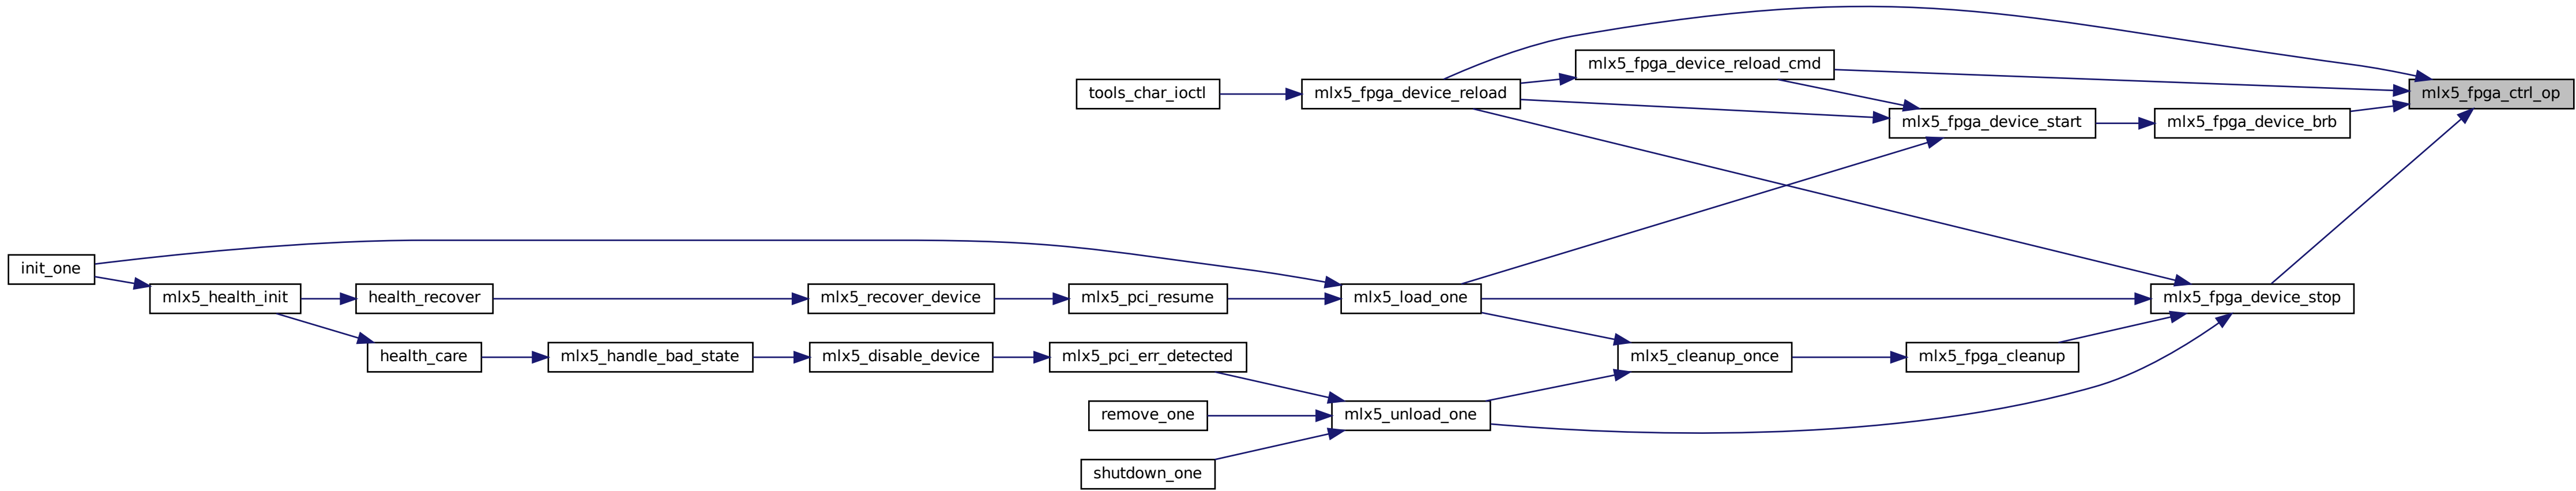 mlx5_fpga_device_reload_cmd
mlx5_fpga_ctrl_op
tools_char_ioctl
mlx5_fpga_device_reload
mlx5_fpga_device_start
mlx5_fpga_device_brb
init_one
mlx5_health_init
health_recover
mlx5_recover_device
mlx5_pci_resume
mlx5_load_one
mlx5_fpga_device_stop
health_care
mlx5_handle_bad_state
mlx5_disable_device
mlx5_pci_err_detected
mlx5_cleanup_once
mlx5_fpga_cleanup
remove_one
mlx5_unload_one
shutdown_one